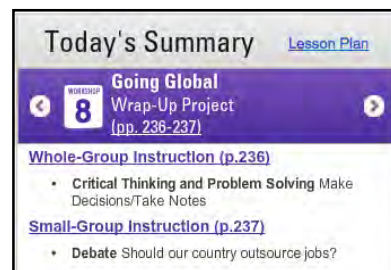 Today's Summary Lesson Plan
WORKSHOP
8
Going Global
Wrap-Up Project
(pp. 236-237)
Whole-Group Instruction (p.236)
• Critical Thinking and Problem Solving Make
Decisions/Take Notes
Small-Group Instruction (p.237)
• Debate Should our country outsource jobs?